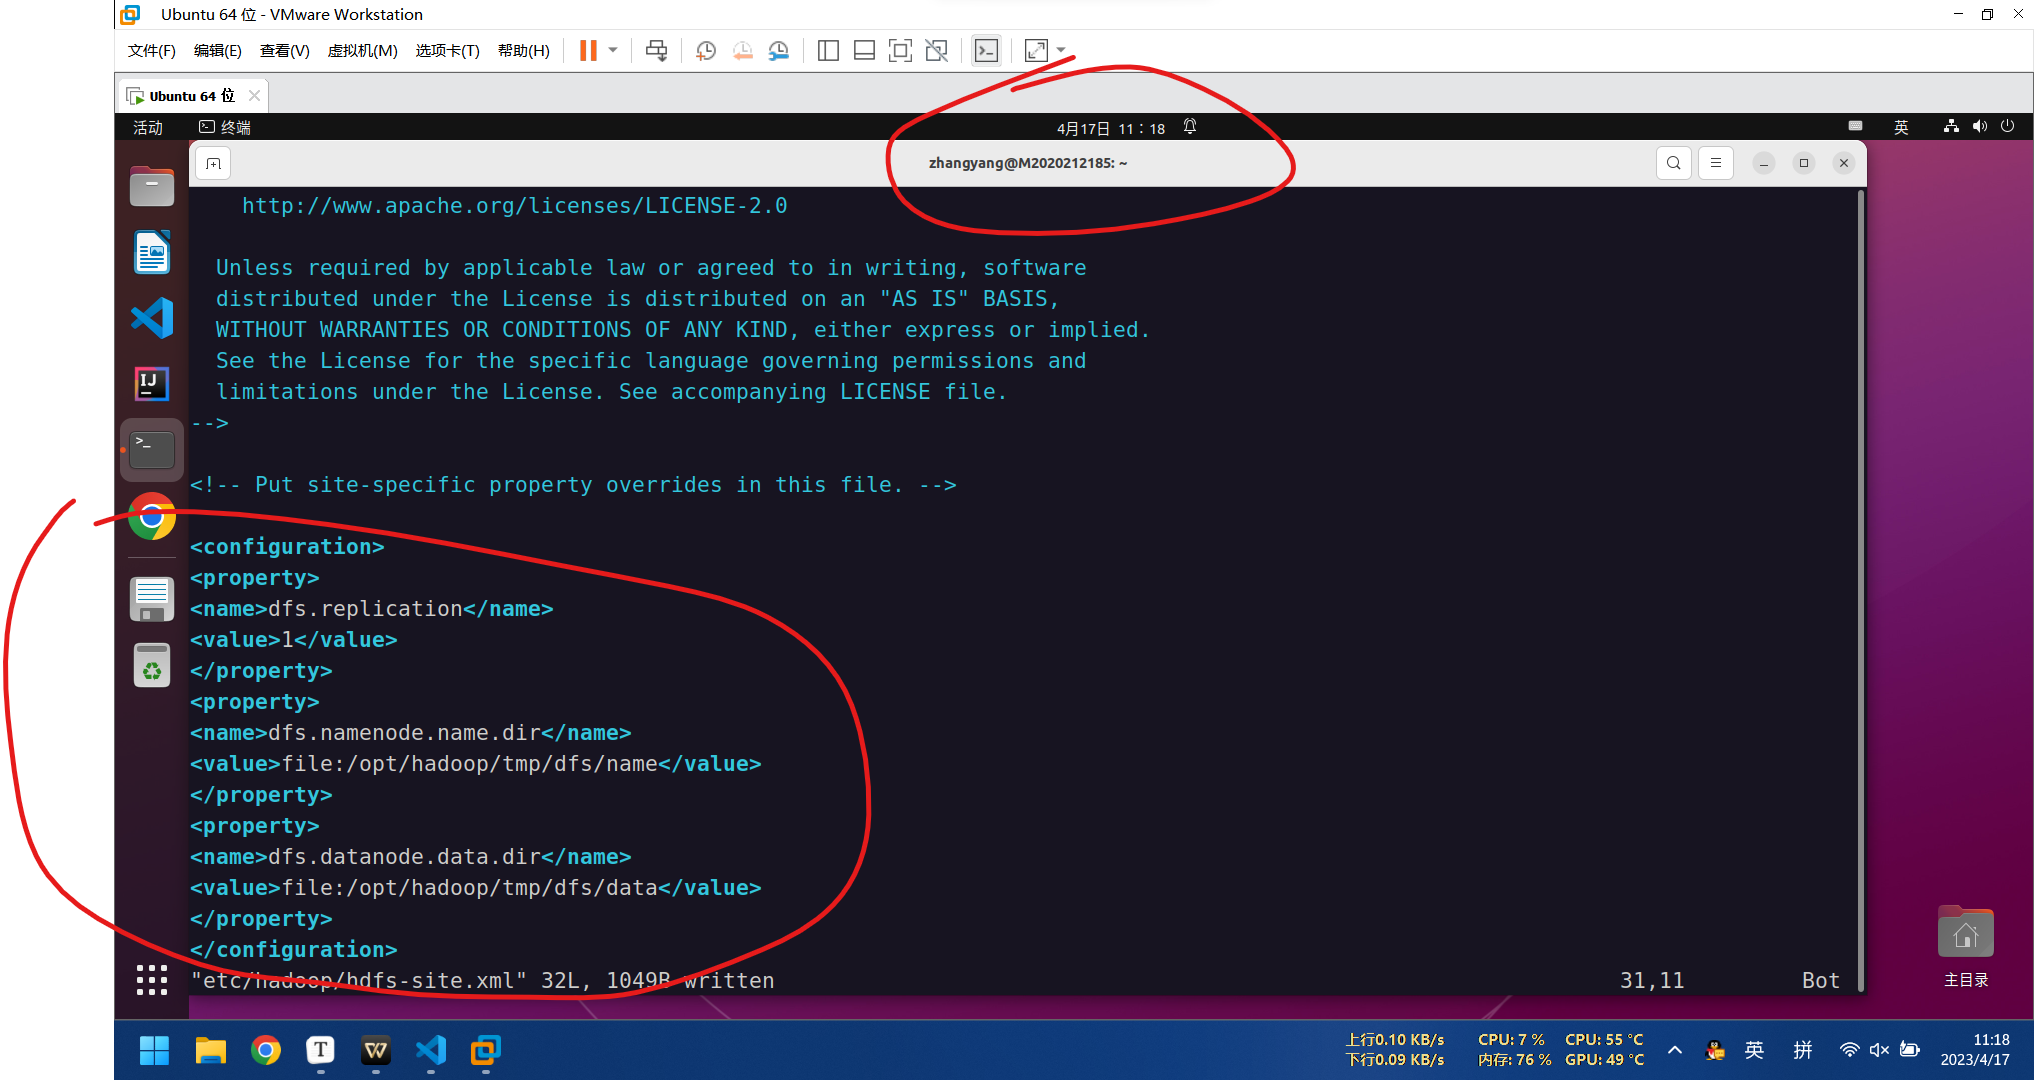 Ubuntu 64 位 - VMware Workstation
文件(F) 编辑(E) 查看(V) 虚拟机(M) 选项卡(T) 帮助(H)
Ubuntu 64 位
活动 终端 4月17日 11：18 英
zhangyang@M2020212185: ~
http://www.apache.org/licenses/LICENSE-2.0
Unless required by applicable law or agreed to in writing, software
distributed under the License is distributed on an "AS IS" BASIS,
WITHOUT WARRANTIES OR CONDITIONS OF ANY KIND, either express or implied.
See the License for the specific language governing permissions and
limitations under the License. See accompanying LICENSE file.
-->
<!-- Put site-specific property overrides in this file. -->
<configuration>
<property>
<name>dfs.replication</name>
<value>1</value>
</property>
<property>
<name>dfs.namenode.name.dir</name>
<value>file:/opt/hadoop/tmp/dfs/name</value>
</property>
<property>
<name>dfs.datanode.data.dir</name>
<value>file:/opt/hadoop/tmp/dfs/data</value>
</property>
</configuration>
"etc/hadoop/hdfs-site.xml" 32L, 1049B written 31,11 Bot
主目录
上行0.10 KB/s CPU: 7 % CPU: 55 °C
下行0.09 KB/s 内存: 76 % GPU: 49 °C
英 拼
11:18
2023/4/17